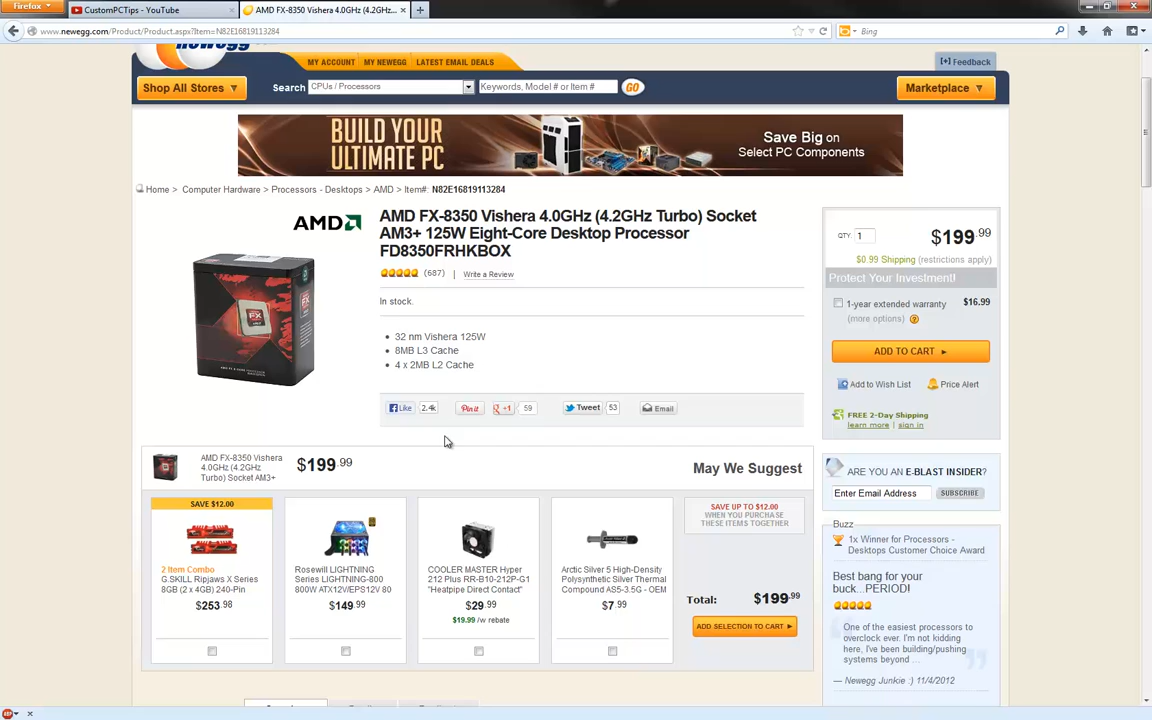 Firefox
CustomPCTips - YouTube
AMD FX-8350 Vishera 4.0GHz (4.2GHz...
www.newegg.com/Product/Product.aspx?Item=N82E16819113284
Bing
newegg
MY ACCOUNT
MY NEWEGG
LATEST EMAIL DEALS
[+] Feedback
Shop All Stores ▼
Search
CPUs / Processors
Keywords, Model # or Item #
GO
Marketplace ▼
BUILD YOUR
ULTIMATE PC
Save Big on
Select PC Components
Home > Computer Hardware > Processors - Desktops > AMD > Item#: N82E16819113284
AMD
AMD FX-8350 Vishera 4.0GHz (4.2GHz Turbo) Socket
AM3+ 125W Eight-Core Desktop Processor
FD8350FRHKBOX
(687) | Write a Review
In stock.
32 nm Vishera 125W
8MB L3 Cache
4 x 2MB L2 Cache
Like 2.4k
Pin it
+1 59
Tweet 53
Email
FX
QTY: 1
$199.99
$0.99 Shipping (restrictions apply)
Protect Your Investment!
1-year extended warranty $16.99
(more options)
ADD TO CART ►
Add to Wish List
Price Alert
FREE 2-Day Shipping
learn more | sign in
AMD FX-8350 Vishera
4.0GHz (4.2GHz
Turbo) Socket AM3+
$199.99
May We Suggest
SAVE $12.00
2 Item Combo
G.SKILL Ripjaws X Series
8GB (2 x 4GB) 240-Pin
$253.98
Rosewill LIGHTNING
Series LIGHTNING-800
800W ATX12V/EPS12V 80
$149.99
COOLER MASTER Hyper
212 Plus RR-B10-212P-G1
"Heatpipe Direct Contact"
$29.99
$19.99 /w rebate
Arctic Silver 5 High-Density
Polysynthetic Silver Thermal
Compound AS5-3.5G - OEM
$7.99
SAVE UP TO $12.00
WHEN YOU PURCHASE
THESE ITEMS TOGETHER
Total: $199.99
ADD SELECTION TO CART ►
ARE YOU AN E-BLAST INSIDER?
Enter Email Address
SUBSCRIBE
Buzz
1x Winner for Processors -
Desktops Customer Choice Award
Best bang for your
buck...PERIOD!
One of the easiest processors to
overclock ever. I'm not kidding
here, I've been building/pushing
systems beyond ...
— Newegg Junkie :) 11/4/2012